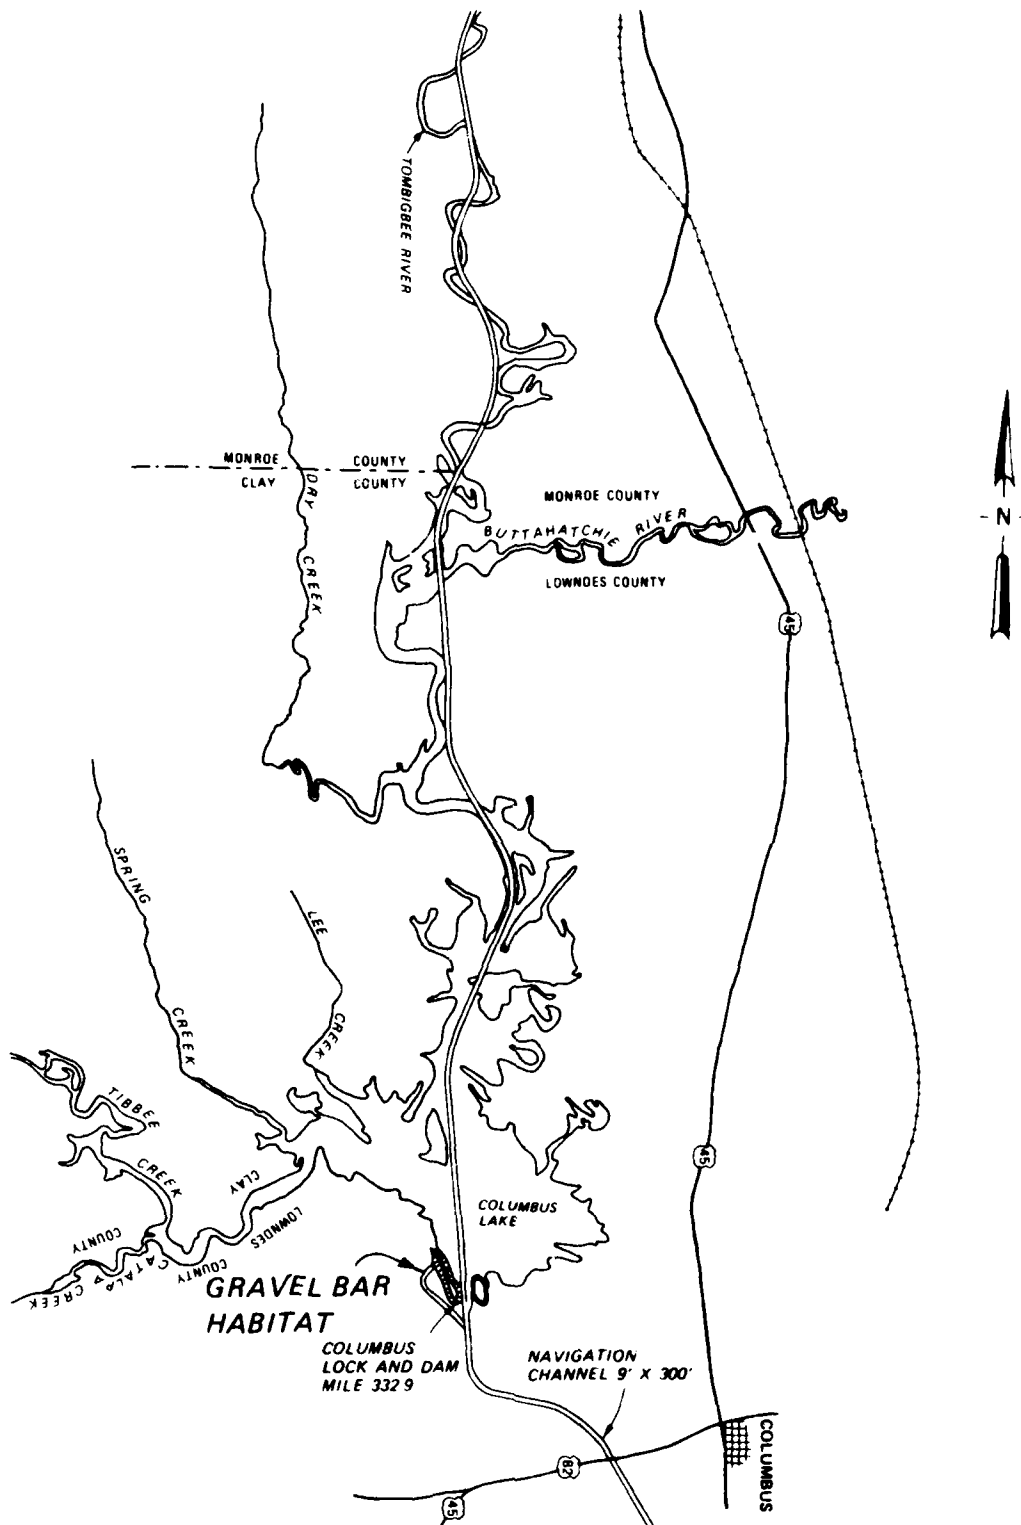 TOMBIGBEE RIVER
MONROE COUNTY
CLAY COUNTY
DRY CREEK
MONROE COUNTY
BUTTAHATCHIE RIVER
LOWNDES COUNTY
N
45
SPRING CREEK
LEE CREEK
TIBBEE CREEK
45
CLAY COUNTY
LOWNDES COUNTY
CATALPA CREEK
COLUMBUS
LAKE
GRAVEL BAR
HABITAT
COLUMBUS
LOCK AND DAM
MILE 332 9
NAVIGATION
CHANNEL 9' X 300'
COLUMBUS
82
45